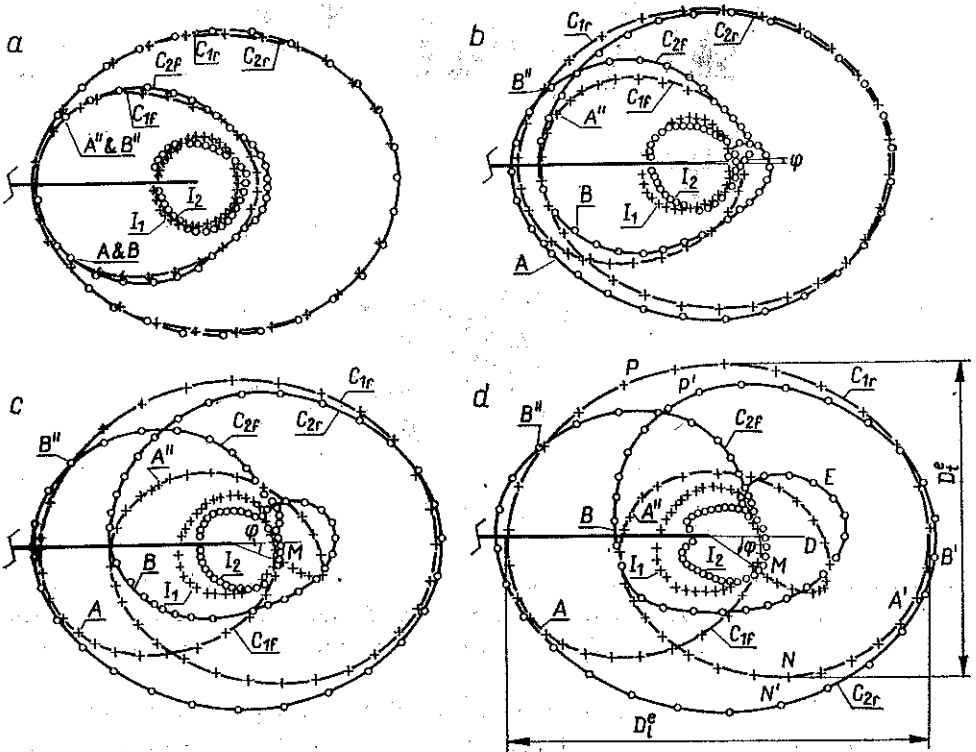 a
C1r
C2r
C2f
C1f
A" & B"
I2
I1
A & B
b
C1r
C2r
C2f
B"
C1f
A"
φ
I2
B
I1
A
c
C1r
C2r
C2f
B"
A"
φ
M
I2
B
I1
A
C1f
d
P
P'
C1r
B"
C2f
E
A"
B
φ
D
I2
M
B'
I1
A'
A
C1f
N
N'
C2r
D^e_t
D^e_l